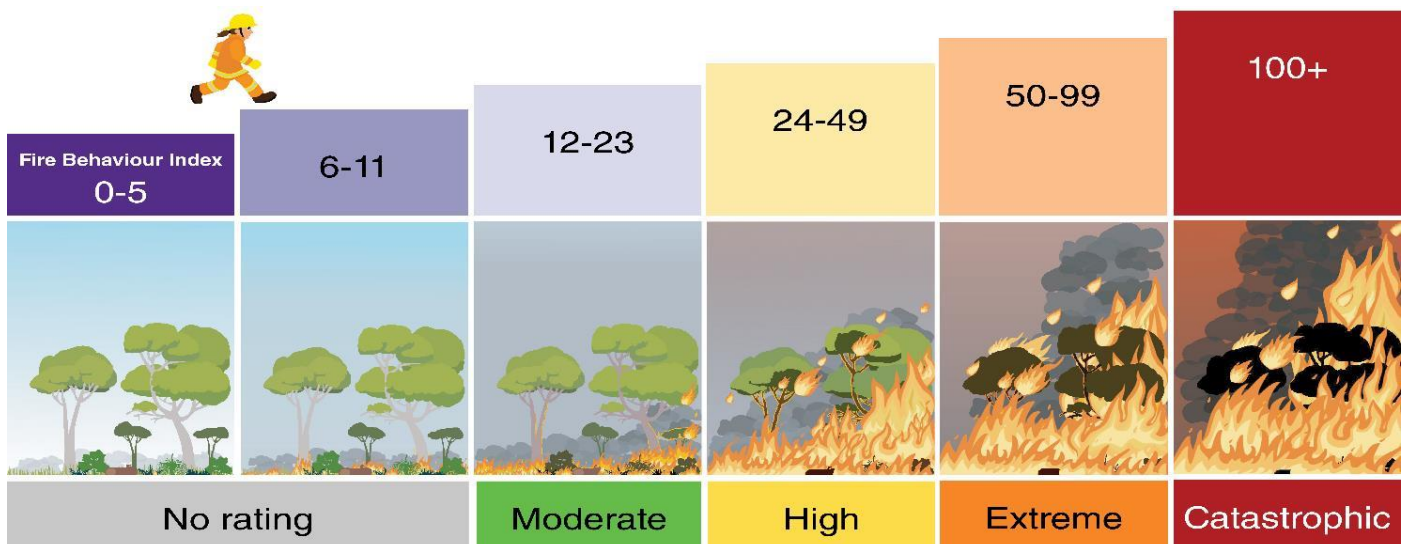 Fire Behaviour Index
0-5
6-11
12-23
24-49
50-99
100+
No rating
Moderate
High
Extreme
Catastrophic